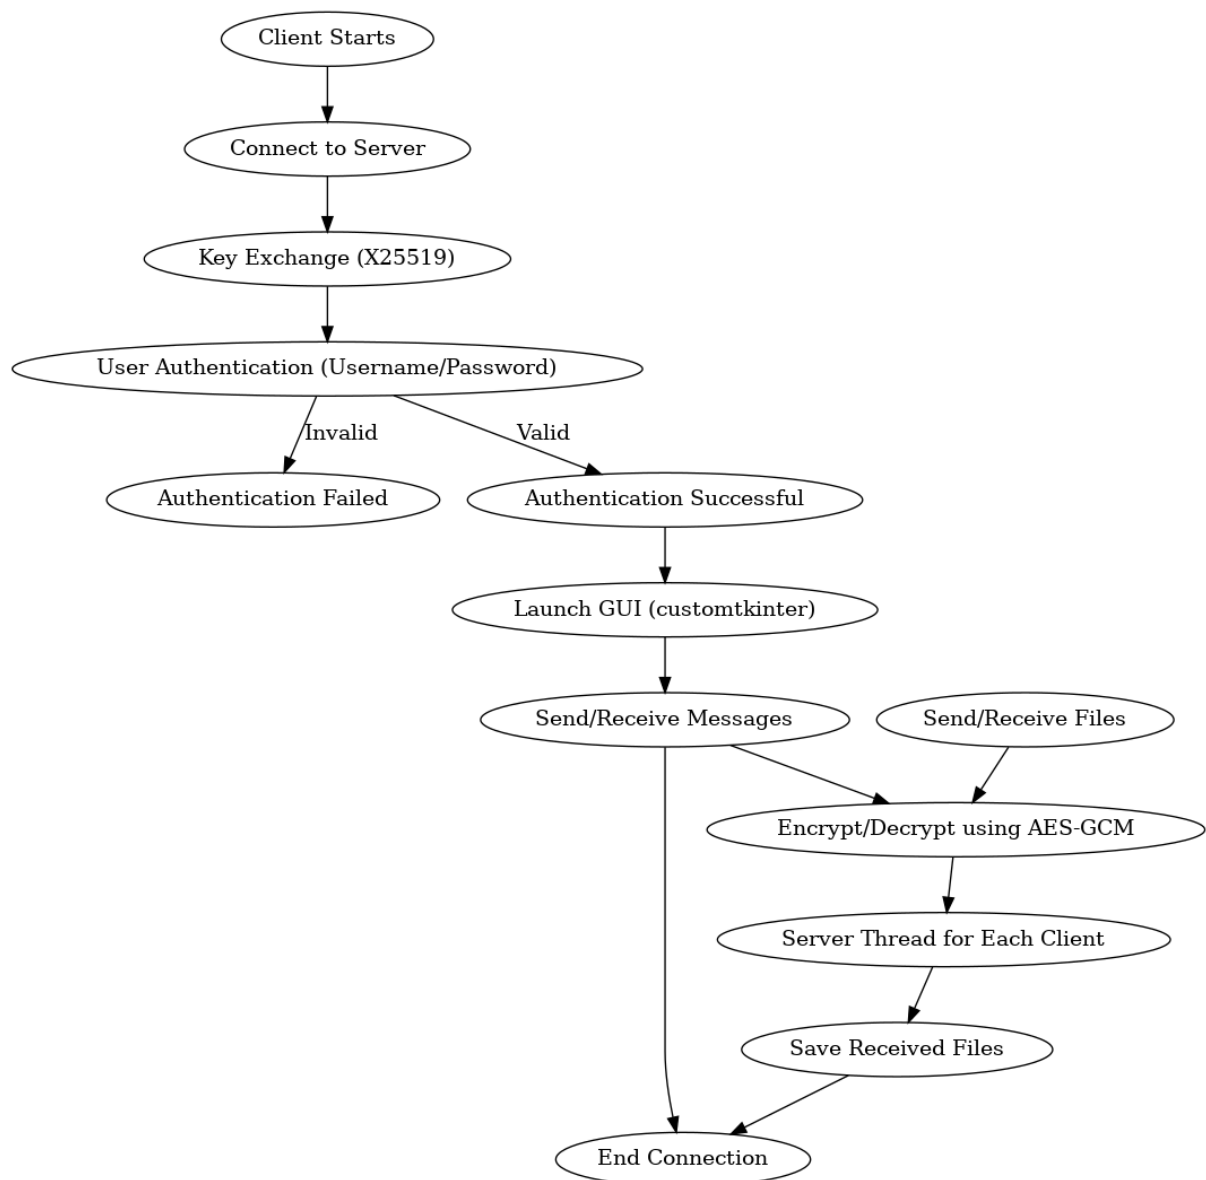 Client Starts
Connect to Server
Key Exchange (X25519)
User Authentication (Username/Password)
Invalid
Valid
Authentication Failed
Authentication Successful
Launch GUI (customtkinter)
Send/Receive Messages
Send/Receive Files
Encrypt/Decrypt using AES-GCM
Server Thread for Each Client
Save Received Files
End Connection